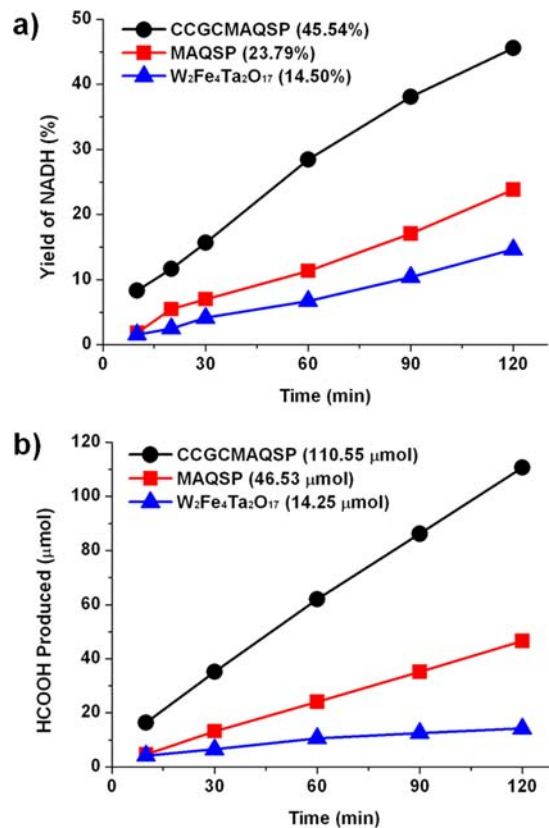 a)
CCGCMAQSP (45.54%)
MAQSP (23.79%)
W₂Fe₄Ta₂O₁₇ (14.50%)
Yield of NADH (%)
50
40
30
20
10
0
0 30 60 90 120
Time (min)
b)
CCGCMAQSP (110.55 μmol)
MAQSP (46.53 μmol)
W₂Fe₄Ta₂O₁₇ (14.25 μmol)
HCOOH Produced (μmol)
120
100
80
60
40
20
0
0 30 60 90 120
Time (min)